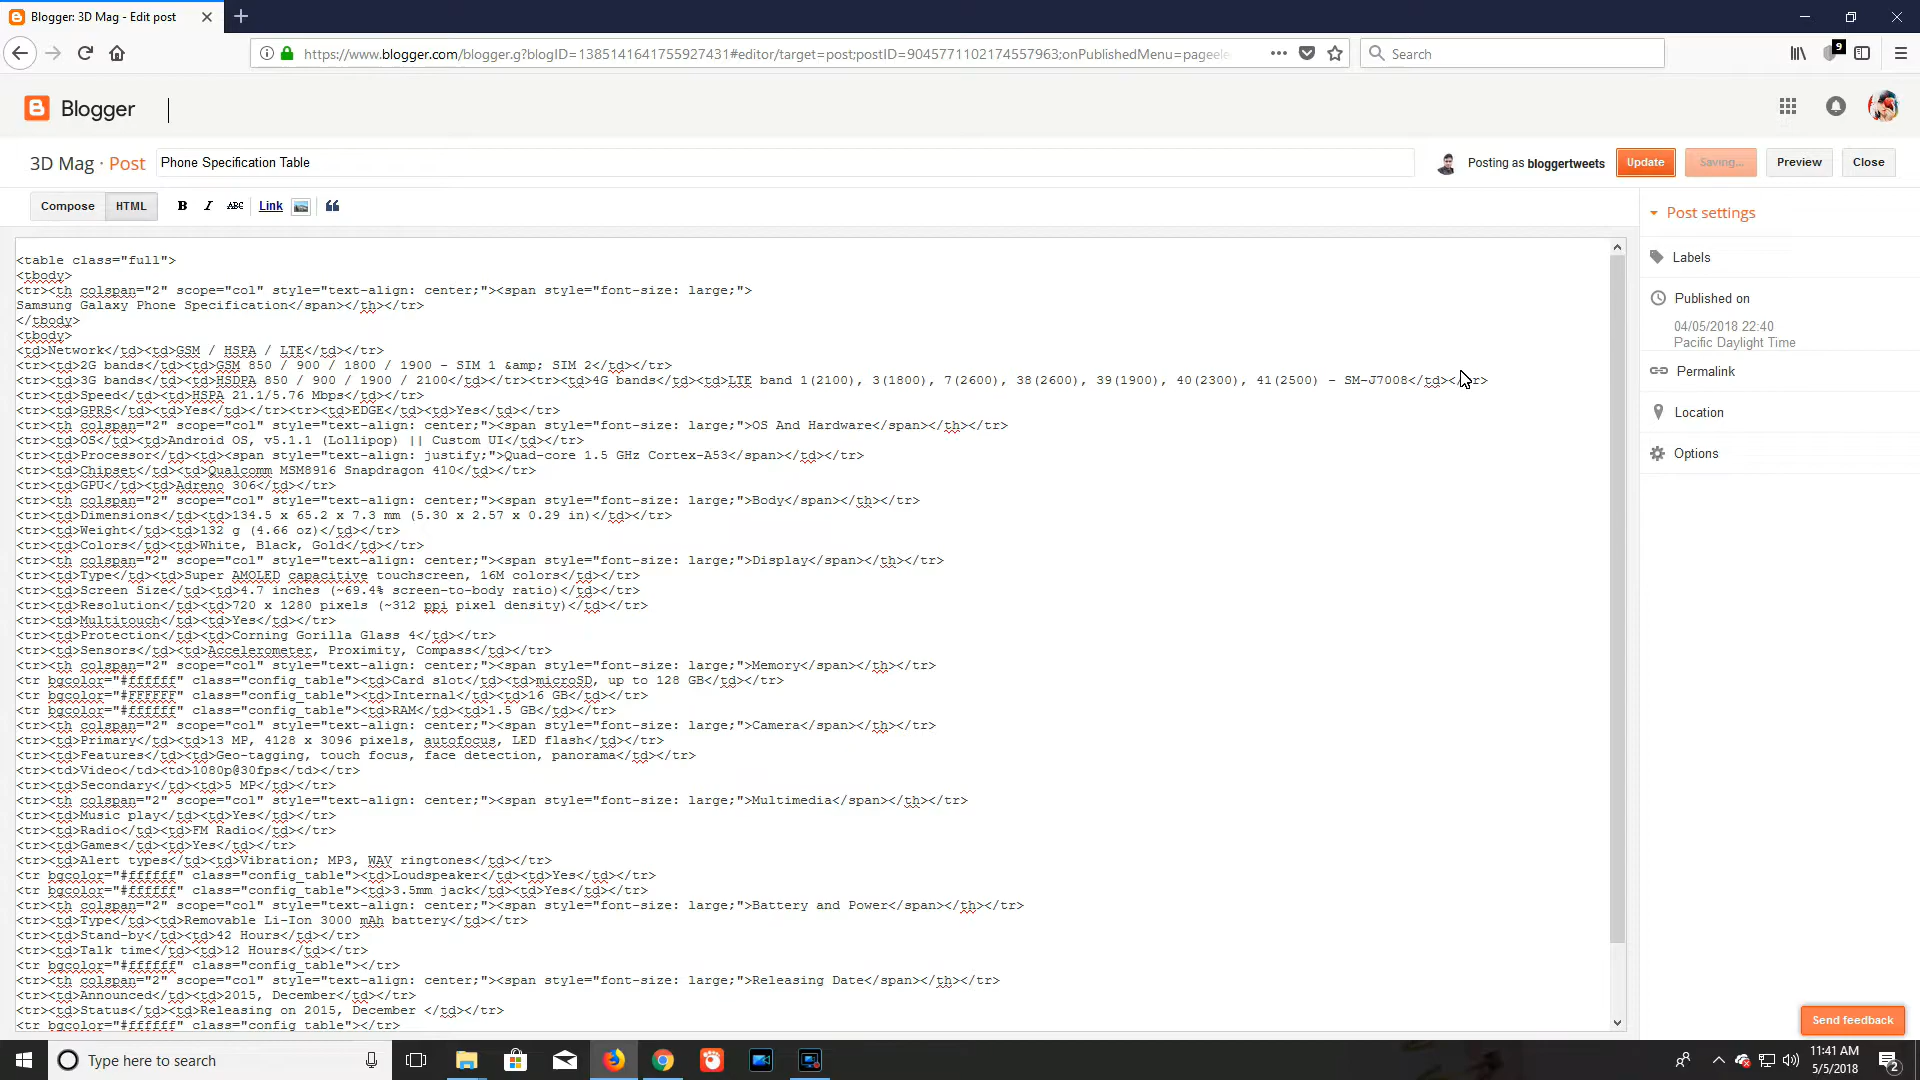 Blogger: 3D Mag - Edit post
https://www.blogger.com/blogger.g?blogID=1385141641755927431#editor/target=post;postID=9045771102174557963;onPublishedMenu=pageele
Search
9
Blogger
3D Mag · Post
Phone Specification Table
Posting as bloggertweets
Update
Saving...
Preview
Close
Compose
HTML
B
I
ABC
Link
Post settings
<table class="full">
<tbody>
<tr><th colspan="2" scope="col" style="text-align: center;"><span style="font-size: large;">
Samsung Galaxy Phone Specification</span></th></tr>
</tbody>
<tbody>
<td>Network</td><td>GSM / HSPA / LTE</td></tr>
<tr><td>2G bands</td><td>GSM 850 / 900 / 1800 / 1900 - SIM 1 &amp; SIM 2</td></tr>
<tr><td>3G bands</td><td>HSDPA 850 / 900 / 1900 / 2100</td></tr><tr><td>4G bands</td><td>LTE band 1(2100), 3(1800), 7(2600), 38(2600), 39(1900), 40(2300), 41(2500) - SM-J7008</td></tr>
<tr><td>Speed</td><td>HSPA 21.1/5.76 Mbps</td></tr>
<tr><td>GPRS</td><td>Yes</td></tr><tr><td>EDGE</td><td>Yes</td></tr>
<tr><th colspan="2" scope="col" style="text-align: center;"><span style="font-size: large;">OS And Hardware</span></th></tr>
<tr><td>OS</td><td>Android OS, v5.1.1 (Lollipop) || Custom UI</td></tr>
<tr><td>Processor</td><td><span style="text-align: justify;">Quad-core 1.5 GHz Cortex-A53</span></td></tr>
<tr><td>Chipset</td><td>Qualcomm MSM8916 Snapdragon 410</td></tr>
<tr><td>GPU</td><td>Adreno 306</td></tr>
<tr><th colspan="2" scope="col" style="text-align: center;"><span style="font-size: large;">Body</span></th></tr>
<tr><td>Dimensions</td><td>134.5 x 65.2 x 7.3 mm (5.30 x 2.57 x 0.29 in)</td></tr>
<tr><td>Weight</td><td>132 g (4.66 oz)</td></tr>
<tr><td>Colors</td><td>White, Black, Gold</td></tr>
<tr><th colspan="2" scope="col" style="text-align: center;"><span style="font-size: large;">Display</span></th></tr>
<tr><td>Type</td><td>Super AMOLED capacitive touchscreen, 16M colors</td></tr>
<tr><td>Screen Size</td><td>4.7 inches (~69.4% screen-to-body ratio)</td></tr>
<tr><td>Resolution</td><td>720 x 1280 pixels (~312 ppi pixel density)</td></tr>
<tr><td>Multitouch</td><td>Yes</td></tr>
<tr><td>Protection</td><td>Corning Gorilla Glass 4</td></tr>
<tr><td>Sensors</td><td>Accelerometer, Proximity, Compass</td></tr>
<tr><th colspan="2" scope="col" style="text-align: center;"><span style="font-size: large;">Memory</span></th></tr>
<tr bgcolor="#ffffff" class="config_table"><td>Card slot</td><td>microSD, up to 128 GB</td></tr>
<tr bgcolor="#FFFFFF" class="config_table"><td>Internal</td><td>16 GB</td></tr>
<tr bgcolor="#ffffff" class="config_table"><td>RAM</td><td>1.5 GB</td></tr>
<tr><th colspan="2" scope="col" style="text-align: center;"><span style="font-size: large;">Camera</span></th></tr>
<tr><td>Primary</td><td>13 MP, 4128 x 3096 pixels, autofocus, LED flash</td></tr>
<tr><td>Features</td><td>Geo-tagging, touch focus, face detection, panorama</td></tr>
<tr><td>Video</td><td>1080p@30fps</td></tr>
<tr><td>Secondary</td><td>5 MP</td></tr>
<tr><th colspan="2" scope="col" style="text-align: center;"><span style="font-size: large;">Multimedia</span></th></tr>
<tr><td>Music play</td><td>Yes</td></tr>
<tr><td>Radio</td><td>FM Radio</td></tr>
<tr><td>Games</td><td>Yes</td></tr>
<tr><td>Alert types</td><td>Vibration; MP3, WAV ringtones</td></tr>
<tr bgcolor="#ffffff" class="config_table"><td>Loudspeaker</td><td>Yes</td></tr>
<tr bgcolor="#ffffff" class="config_table"><td>3.5mm jack</td><td>Yes</td></tr>
<tr><th colspan="2" scope="col" style="text-align: center;"><span style="font-size: large;">Battery and Power</span></th></tr>
<tr><td>Type</td><td>Removable Li-Ion 3000 mAh battery</td></tr>
<tr><td>Stand-by</td><td>42 Hours</td></tr>
<tr><td>Talk time</td><td>12 Hours</td></tr>
<tr bgcolor="#ffffff" class="config_table"></tr>
<tr><th colspan="2" scope="col" style="text-align: center;"><span style="font-size: large;">Releasing Date</span></th></tr>
<tr><td>Announced</td><td>2015, December</td></tr>
<tr><td>Status</td><td>Releasing on 2015, December </td></tr>
<tr bgcolor="#ffffff" class="config_table"></tr>
Labels
Published on
04/05/2018 22:40
Pacific Daylight Time
Permalink
Location
Options
Send feedback
Type here to search
11:41 AM
5/5/2018
2